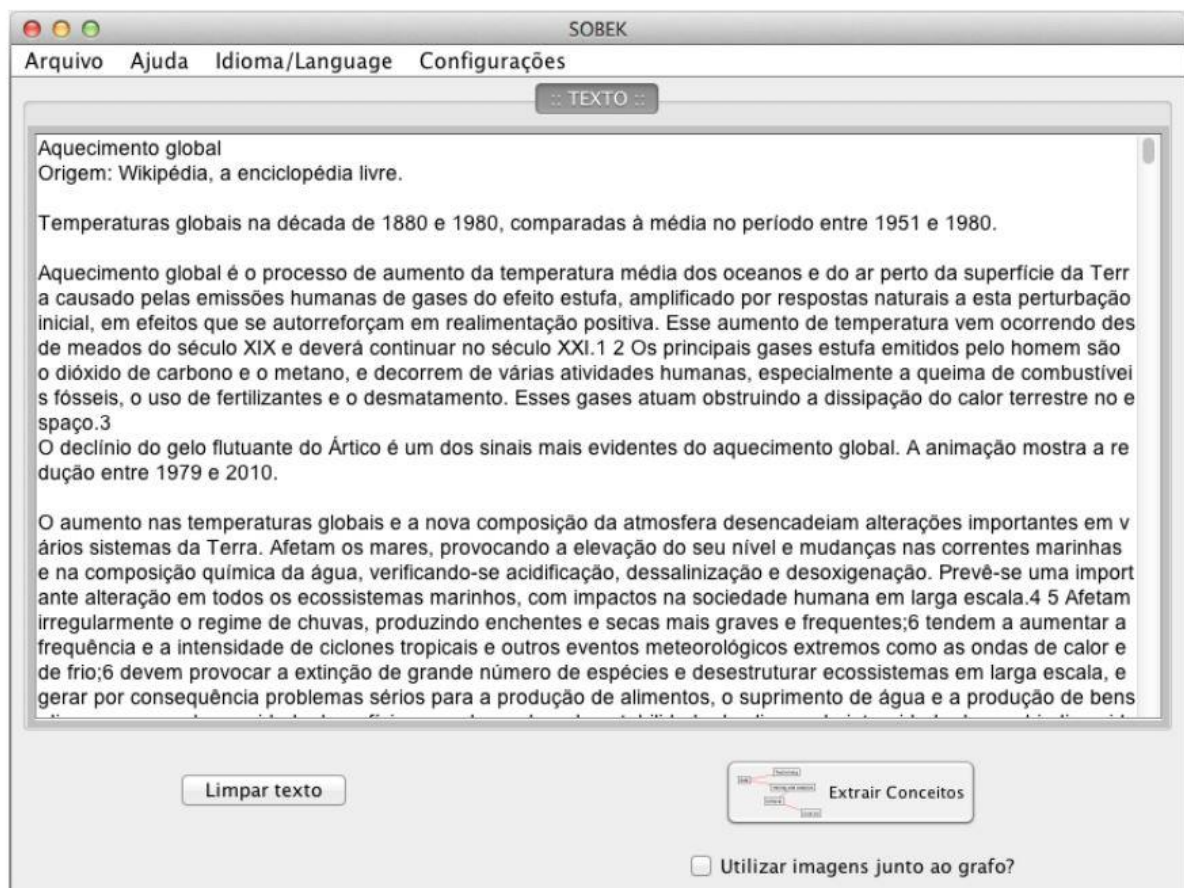 SOBEK
Arquivo Ajuda Idioma/Language Configurações
:: TEXTO ::
Aquecimento global
Origem: Wikipédia, a enciclopédia livre.
Temperaturas globais na década de 1880 e 1980, comparadas à média no período entre 1951 e 1980.
Aquecimento global é o processo de aumento da temperatura média dos oceanos e do ar perto da superfície da Terr
a causado pelas emissões humanas de gases do efeito estufa, amplificado por respostas naturais a esta perturbação
inicial, em efeitos que se autorreforçam em realimentação positiva. Esse aumento de temperatura vem ocorrendo des
de meados do século XIX e deverá continuar no século XXI.1 2 Os principais gases estufa emitidos pelo homem são
o dióxido de carbono e o metano, e decorrem de várias atividades humanas, especialmente a queima de combustívei
s fósseis, o uso de fertilizantes e o desmatamento. Esses gases atuam obstruindo a dissipação do calor terrestre no e
spaço.3
O declínio do gelo flutuante do Ártico é um dos sinais mais evidentes do aquecimento global. A animação mostra a re
dução entre 1979 e 2010.
O aumento nas temperaturas globais e a nova composição da atmosfera desencadeiam alterações importantes em v
ários sistemas da Terra. Afetam os mares, provocando a elevação do seu nível e mudanças nas correntes marinhas
e na composição química da água, verificando-se acidificação, dessalinização e desoxigenação. Prevê-se uma import
ante alteração em todos os ecossistemas marinhos, com impactos na sociedade humana em larga escala.4 5 Afetam
irregularmente o regime de chuvas, produzindo enchentes e secas mais graves e frequentes;6 tendem a aumentar a
frequência e a intensidade de ciclones tropicais e outros eventos meteorológicos extremos como as ondas de calor e
de frio;6 devem provocar a extinção de grande número de espécies e desestruturar ecossistemas em larga escala, e
gerar por consequência problemas sérios para a produção de alimentos, o suprimento de água e a produção de bens
Limpar texto
Extrair Conceitos
Utilizar imagens junto ao grafo?